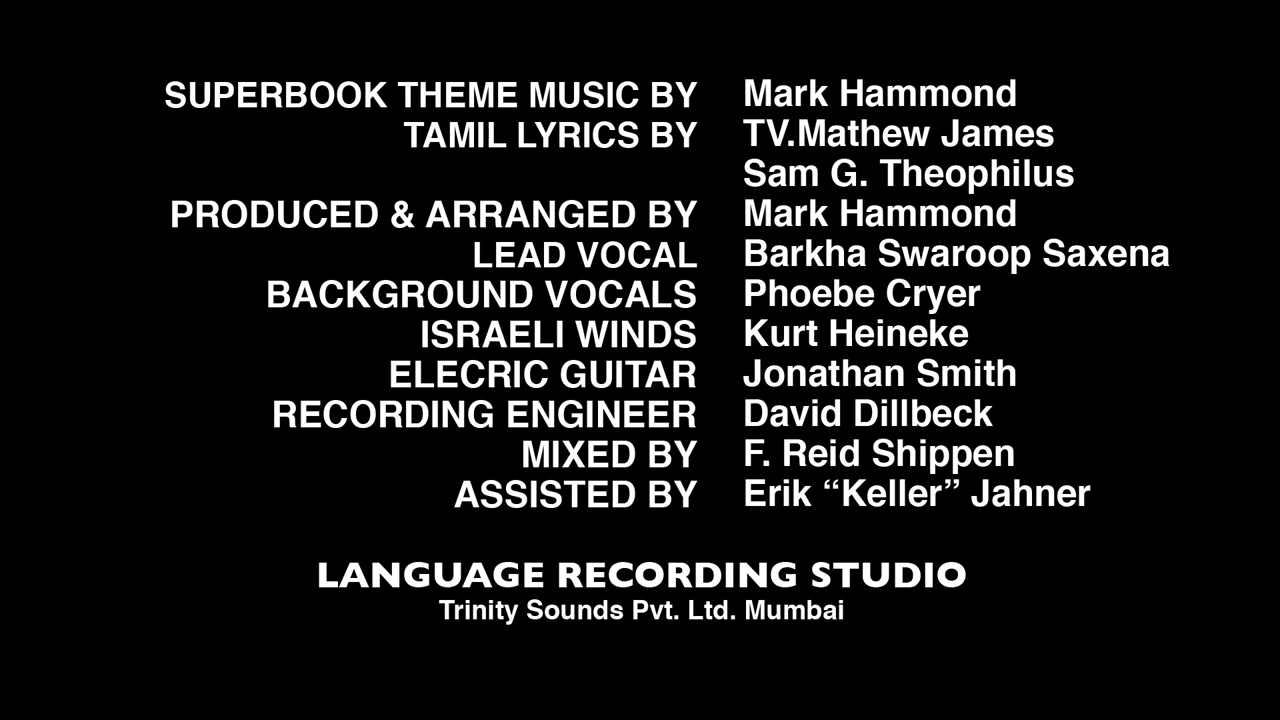 SUPERBOOK THEME MUSIC BY Mark Hammond
TAMIL LYRICS BY TV.Mathew James
Sam G. Theophilus
PRODUCED & ARRANGED BY Mark Hammond
LEAD VOCAL Barkha Swaroop Saxena
BACKGROUND VOCALS Phoebe Cryer
ISRAELI WINDS Kurt Heineke
ELECRIC GUITAR Jonathan Smith
RECORDING ENGINEER David Dillbeck
MIXED BY F. Reid Shippen
ASSISTED BY Erik “Keller” Jahner
LANGUAGE RECORDING STUDIO
Trinity Sounds Pvt. Ltd. Mumbai